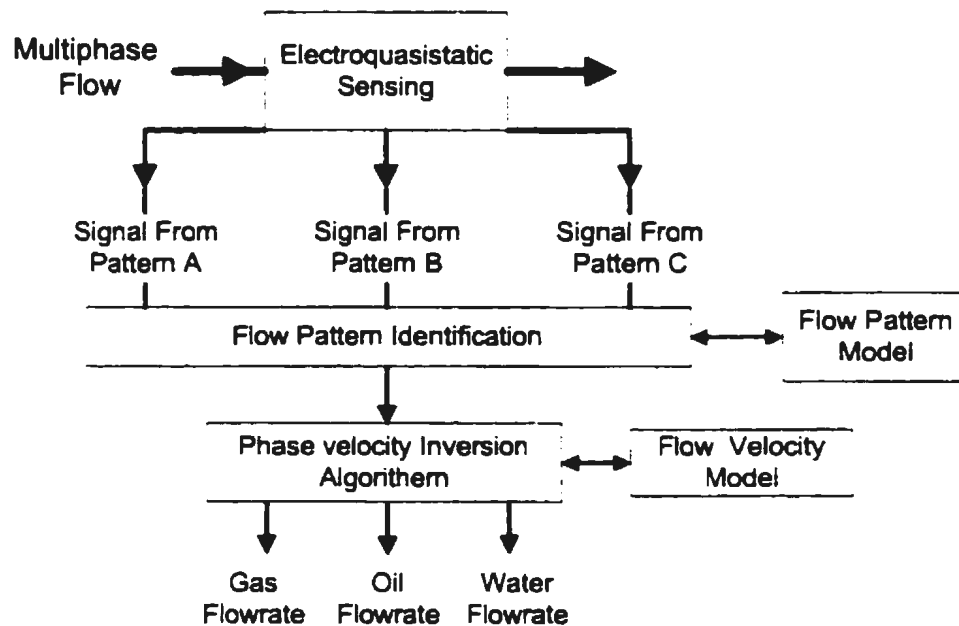 Multiphase
Flow
Electroquasistatic
Sensing
Signal From
Pattern A
Signal From
Pattern B
Signal From
Pattern C
Flow Pattern Identification
Flow Pattern
Model
Phase velocity Inversion
Algorithem
Flow Velocity
Model
Gas
Flowrate
Oil
Flowrate
Water
Flowrate